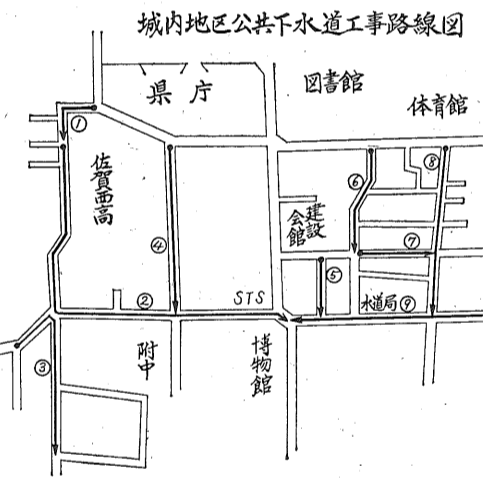 城内地区公共下水道工事路線図
県庁
図書館
体育館
①
佐賀西高
⑥
⑧
建設
会館
④
⑦
⑤
②
STS
水道局⑨
③
附中
博物館